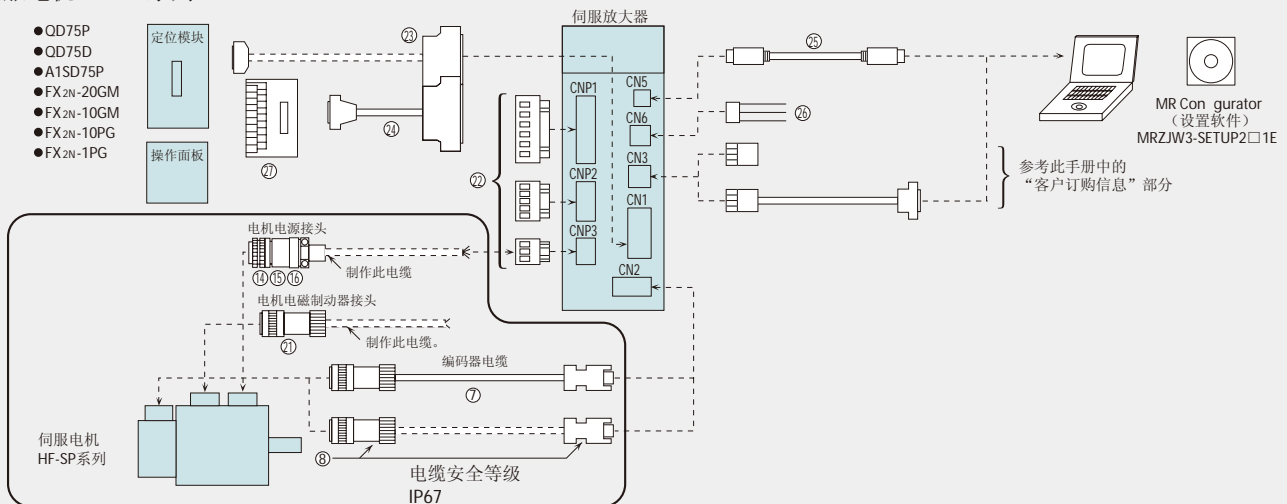 ●QD75P
●QD75D
●A1SD75P
●FX2N-20GM
●FX2N-10GM
●FX2N-10PG
●FX2N-1PG
定位模块
操作面板
㉗
㉓
㉔
㉒
伺服放大器
CNP1
CNP2
CNP3
CN5
CN6
CN3
CN1
CN2
㉕
㉖
MR Con gurator
（设置软件）
MRZJW3-SETUP2□1E
参考此手册中的
“客户订购信息”部分
电机电源接头
⑭ ⑮ ⑯
制作此电缆
电机电磁制动器接头
㉑
制作此电缆。
编码器电缆
⑦
⑧
伺服电机
HF-SP系列
电缆安全等级
IP67